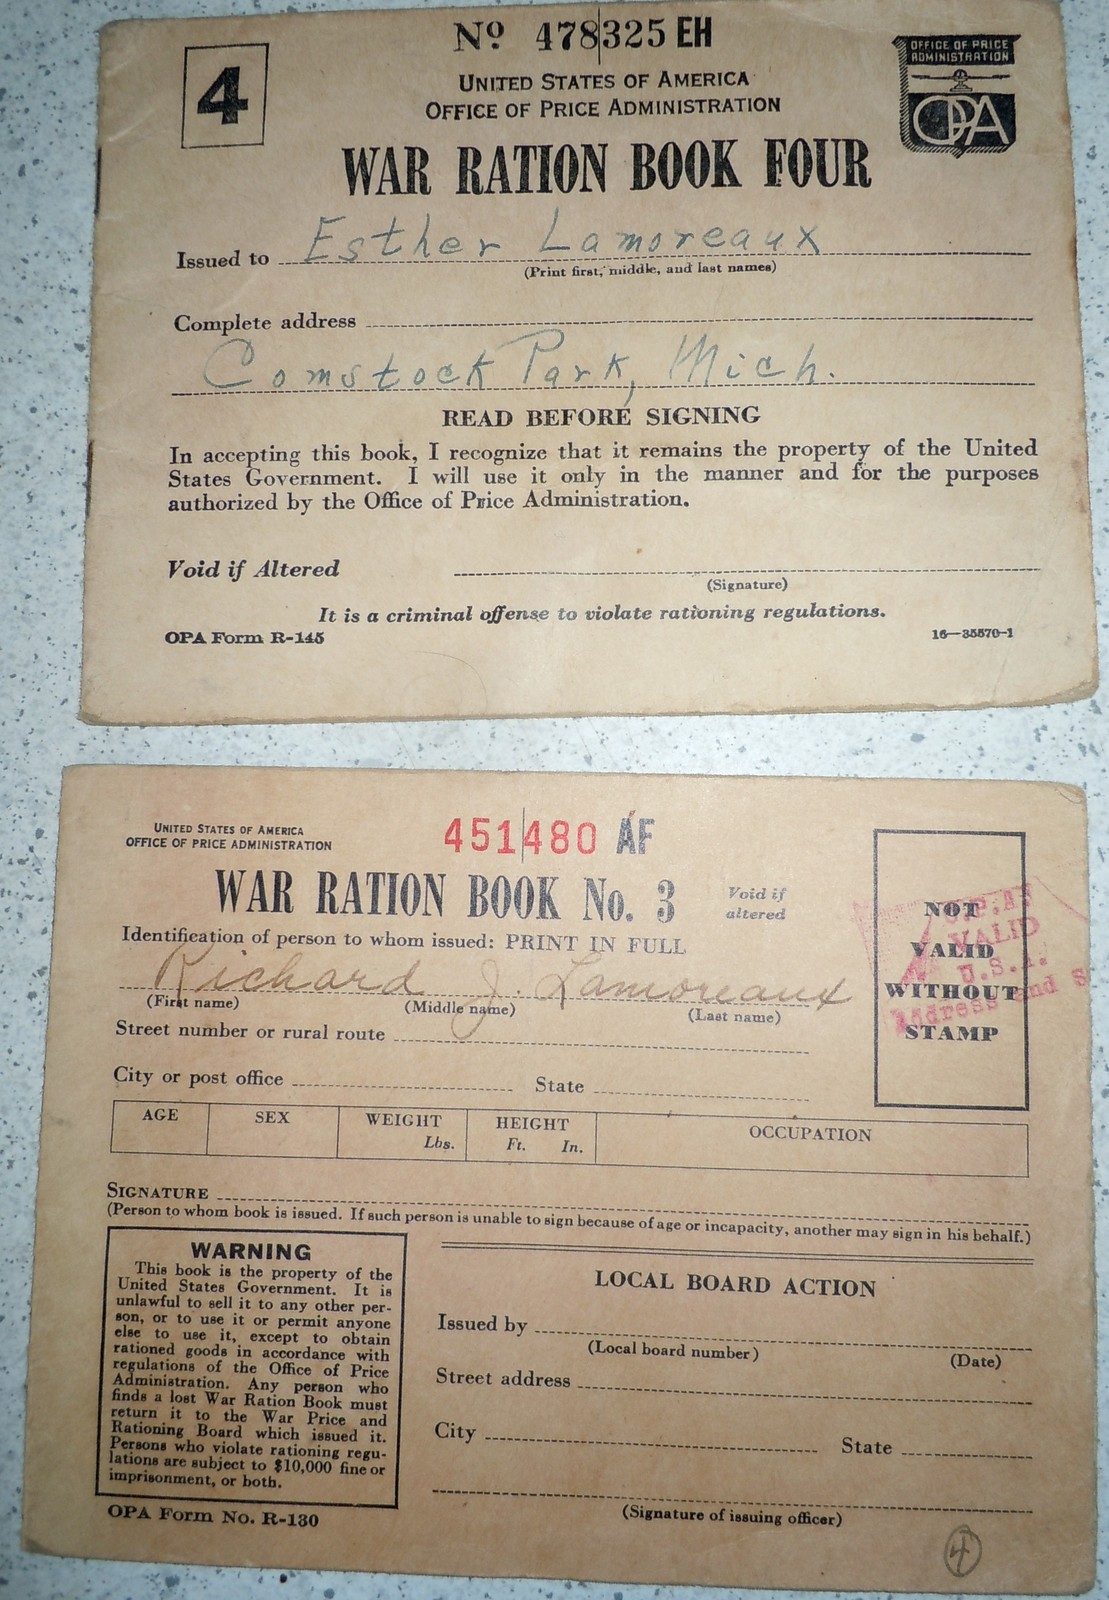 No 478325 EH
4
OFFICE OF PRICE
ADMINISTRATION
OPA
UNITED STATES OF AMERICA
OFFICE OF PRICE ADMINISTRATION
WAR RATION BOOK FOUR
Issued to Esther Lamoreaux
(Print first, middle, and last names)
Complete address
Comstock Park, Mich.
READ BEFORE SIGNING
In accepting this book, I recognize that it remains the property of the United
States Government. I will use it only in the manner and for the purposes
authorized by the Office of Price Administration.
Void if Altered
(Signature)
It is a criminal offense to violate rationing regulations.
OPA Form R-145
16—35570-1
UNITED STATES OF AMERICA
OFFICE OF PRICE ADMINISTRATION
451480 AF
WAR RATION BOOK No. 3
Void if
altered
Identification of person to whom issued: PRINT IN FULL
Richard J. Lamoreaux
(First name) (Middle name) (Last name)
Street number or rural route
City or post office State
NOT
VALID
WITHOUT
STAMP
VALID
AGE SEX WEIGHT HEIGHT OCCUPATION
Lbs. Ft. In.
SIGNATURE
(Person to whom book is issued. If such person is unable to sign because of age or incapacity, another may sign in his behalf.)
WARNING
This book is the property of the
United States Government. It is
unlawful to sell it to any other per-
son, or to use it or permit anyone
else to use it, except to obtain
rationed goods in accordance with
regulations of the Office of Price
Administration. Any person who
finds a lost War Ration Book must
return it to the War Price and
Rationing Board which issued it.
Persons who violate rationing regu-
lations are subject to $10,000 fine or
imprisonment, or both.
OPA Form No. R-130
LOCAL BOARD ACTION
Issued by
(Local board number) (Date)
Street address
City State
(Signature of issuing officer)
4